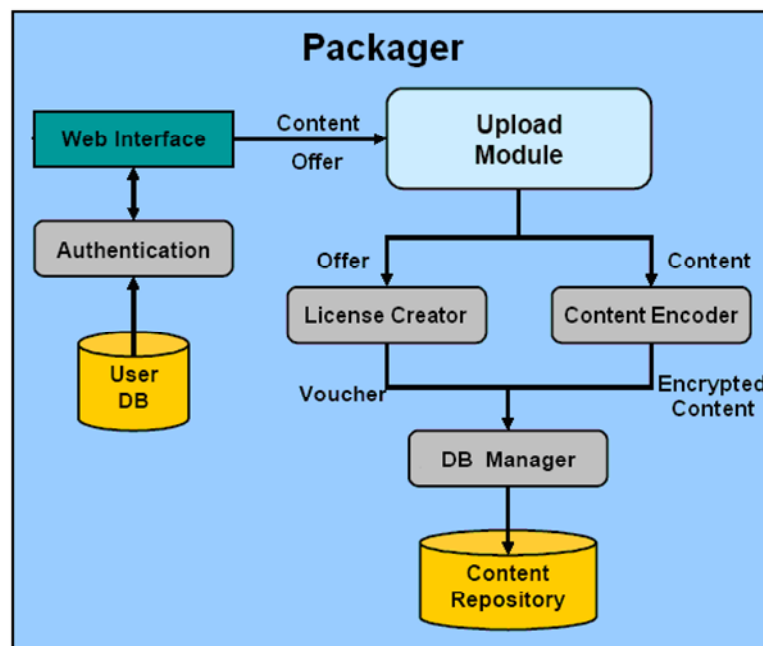 Packager
Web Interface
Content
Offer
Upload
Module
Authentication
Offer
Content
License Creator
Content Encoder
User
DB
Voucher
Encrypted
Content
DB Manager
Content
Repository